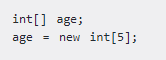 int[] age;
age = new int[5];